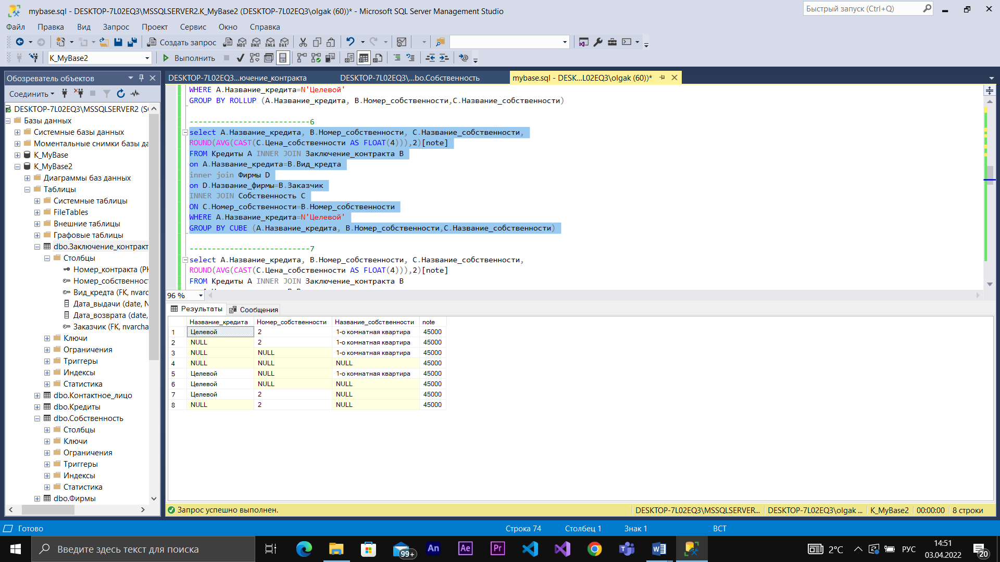 mybase.sql - DESKTOP-7L02EQ3\MSSQLSERVER2.K_MyBase2 (DESKTOP-7L02EQ3\olgak (60))* - Microsoft SQL Server Management Studio
Быстрый запуск (Ctrl+Q)
Файл Правка Вид Запрос Проект Сервис Окно Справка
Создать запрос MDX DMX XMLA DAX
K_MyBase2 Выполнить
Обозреватель объектов
Соединить
DESKTOP-7L02EQ3\MSSQLSERVER2 (S
Базы данных
Системные базы данных
Моментальные снимки базы да
K_MyBase
K_MyBase2
Диаграммы баз данных
Таблицы
Системные таблицы
FileTables
Внешние таблицы
Графовые таблицы
dbo.Заключение_контракт
Столбцы
Номер_контракта (PK
Номер_собственнос
Вид_кредта (FK, nvarc
Дата_выдачи (date, N
Дата_возврата (date,
Заказчик (FK, nvarcha
Ключи
Ограничения
Триггеры
Индексы
Статистика
dbo.Контактное_лицо
dbo.Кредиты
dbo.Собственность
Столбцы
Ключи
Ограничения
Триггеры
Индексы
Статистика
dbo.Фирмы
DESKTOP-7L02EQ3...ючение_контракта DESKTOP-7L02EQ3\...bo.Собственность mybase.sql - DESK...L02EQ3\olgak (60))*
WHERE A.Название_кредита=N'Целевой'
GROUP BY ROLLUP (A.Название_кредита, B.Номер_собственности,C.Название_собственности)
---------------------------6
select A.Название_кредита, B.Номер_собственности, C.Название_собственности,
ROUND(AVG(CAST(C.Цена_собственности AS FLOAT(4))),2)[note]
FROM Кредиты A INNER JOIN Заключение_контракта B
on A.Название_кредита=B.Вид_кредта
inner join Фирмы D
on D.Название_фирмы=B.Заказчик
INNER JOIN Собственность C
ON C.Номер_собственности=B.Номер_собственности
WHERE A.Название_кредита=N'Целевой'
GROUP BY CUBE (A.Название_кредита, B.Номер_собственности,C.Название_собственности)
---------------------------7
select A.Название_кредита, B.Номер_собственности, C.Название_собственности,
ROUND(AVG(CAST(C.Цена_собственности AS FLOAT(4))),2)[note]
FROM Кредиты A INNER JOIN Заключение_контракта B
96 %
Результаты Сообщения
Название_кредита Номер_собственности Название_собственности note
1 Целевой 2 1-о комнатная квартира 45000
2 NULL 2 1-о комнатная квартира 45000
3 NULL NULL 1-о комнатная квартира 45000
4 NULL NULL NULL 45000
5 Целевой NULL 1-о комнатная квартира 45000
6 Целевой NULL NULL 45000
7 Целевой 2 NULL 45000
8 NULL 2 NULL 45000
Запрос успешно выполнен. DESKTOP-7L02EQ3\MSSQLSERVER... DESKTOP-7L02EQ3\olgak ... K_MyBase2 00:00:00 8 строки
Готово Строка 74 Столбец 1 Знак 1 ВСТ
Введите здесь текст для поиска 99+ An Ae Pr 2°C РУС 14:51
03.04.2022 20